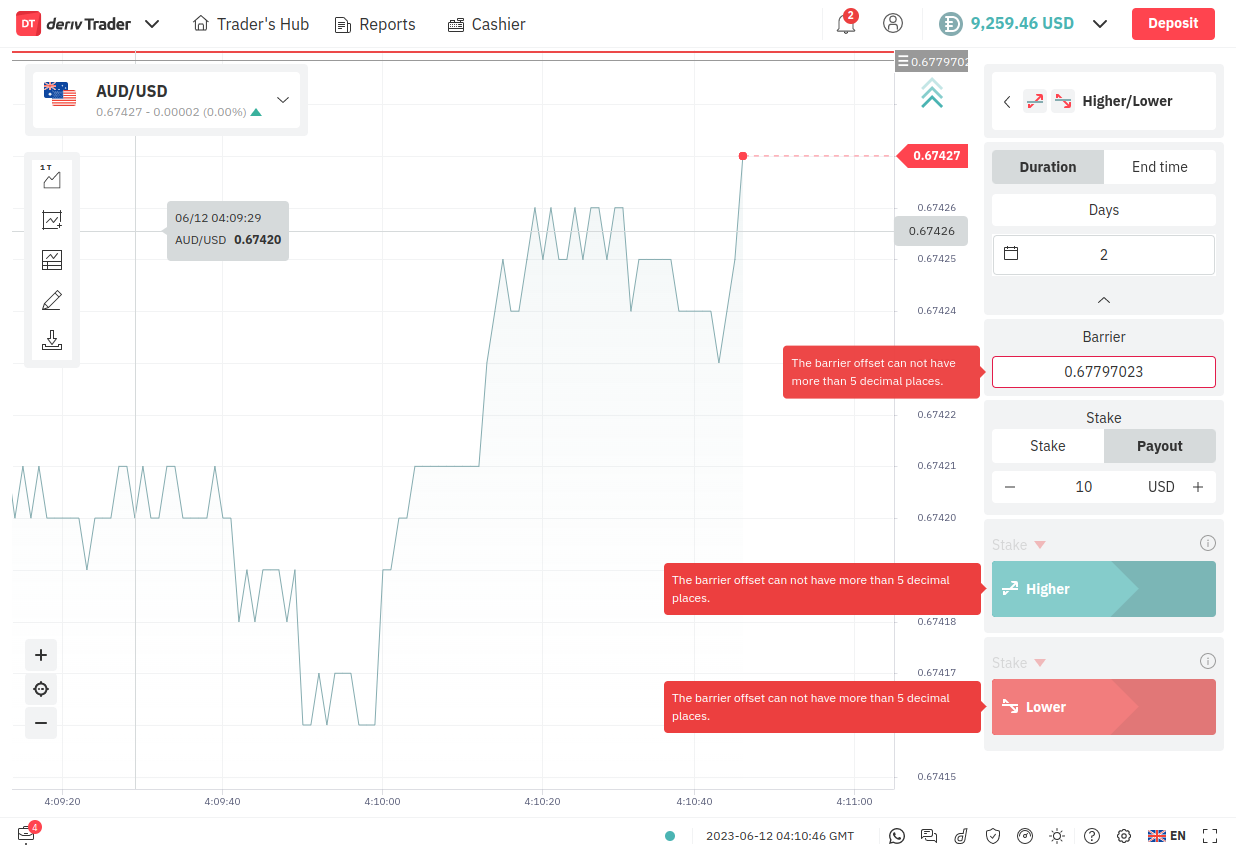 DT deriv Trader Trader's Hub Reports Cashier 2 9,259.46 USD Deposit
AUD/USD
0.67427 - 0.00002 (0.00%)
1 T
06/12 04:09:29
AUD/USD 0.67420
0.6779702
0.67427
0.67426
0.67426
0.67425
0.67424
0.67422
0.67421
0.67420
0.67418
0.67417
0.67415
4:09:20 4:09:40 4:10:00 4:10:20 4:10:40 4:11:00
Higher/Lower
Duration End time
Days
2
Barrier
The barrier offset can not have
more than 5 decimal places.
0.67797023
Stake
Stake Payout
10 USD
Stake
The barrier offset can not have more than 5 decimal
places.
Higher
Stake
The barrier offset can not have more than 5 decimal
places.
Lower
4
2023-06-12 04:10:46 GMT
EN